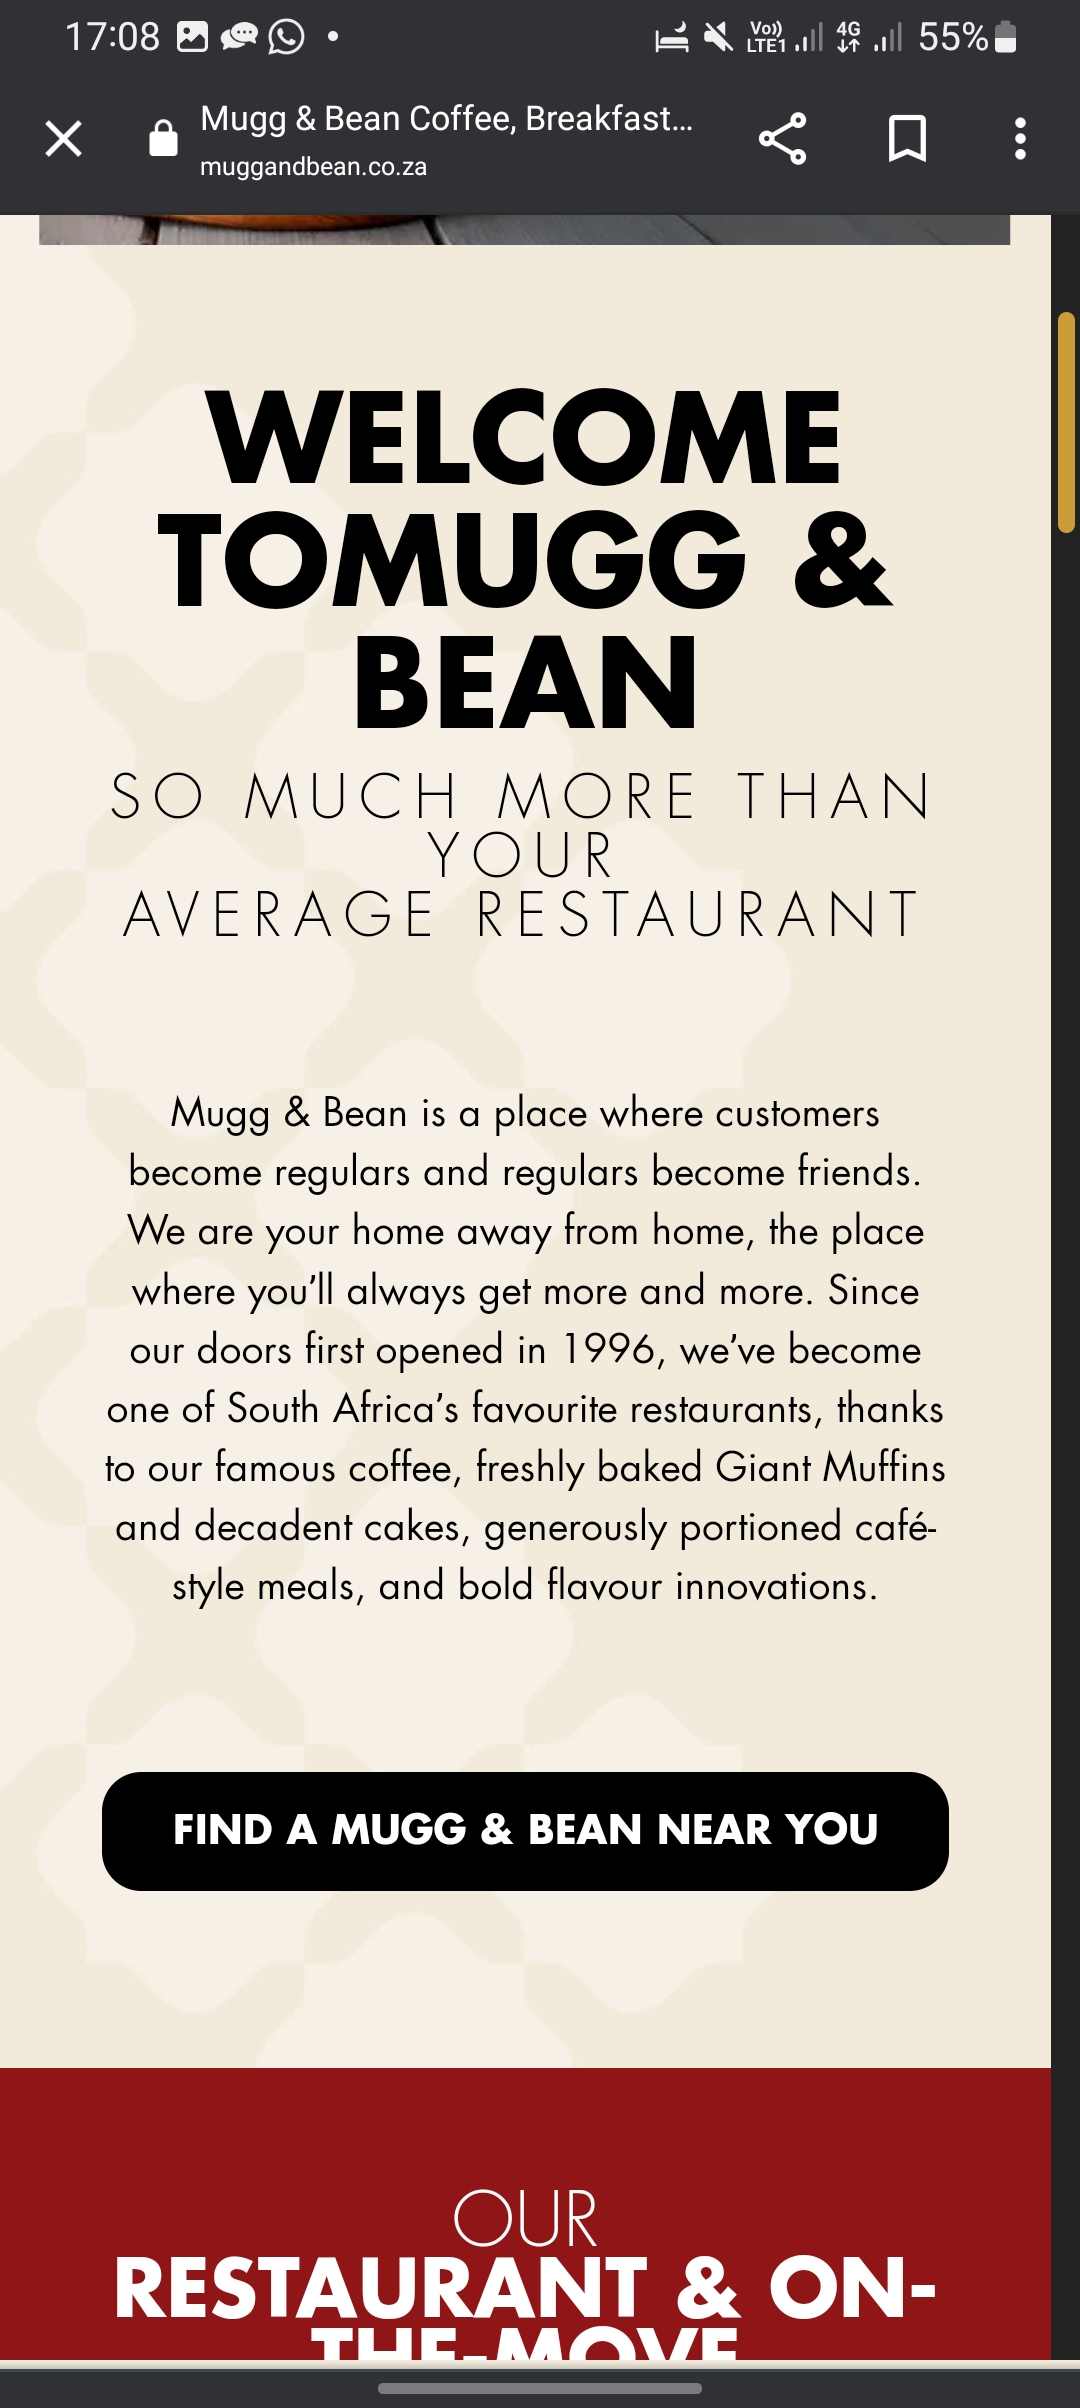 17:08 Vo)) LTE1 4G 55%
Mugg & Bean Coffee, Breakfast...
muggandbean.co.za
WELCOME
TOMUGG &
BEAN
SO MUCH MORE THAN
YOUR
AVERAGE RESTAURANT
Mugg & Bean is a place where customers
become regulars and regulars become friends.
We are your home away from home, the place
where you’ll always get more and more. Since
our doors first opened in 1996, we’ve become
one of South Africa’s favourite restaurants, thanks
to our famous coffee, freshly baked Giant Muffins
and decadent cakes, generously portioned café-
style meals, and bold flavour innovations.
FIND A MUGG & BEAN NEAR YOU
OUR
RESTAURANT & ON-
THE-MOVE